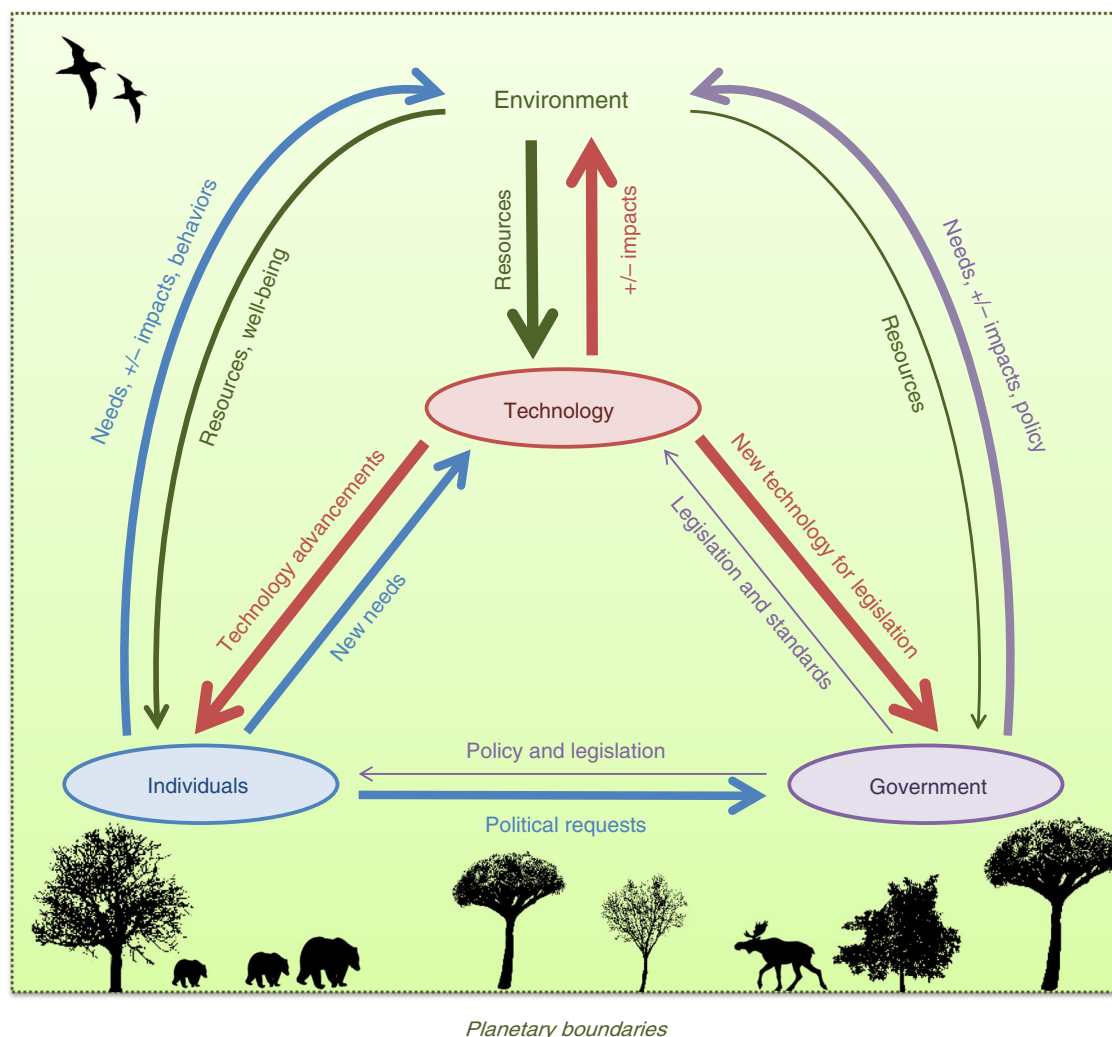 Environment
Needs, +/– impacts, behaviors
Resources, well-being
Resources
+/– impacts
Resources
Needs, +/– impacts, policy
Technology
Technology advancements
New needs
New technology for legislation
Legislation and standards
Policy and legislation
Individuals
Government
Political requests
Planetary boundaries